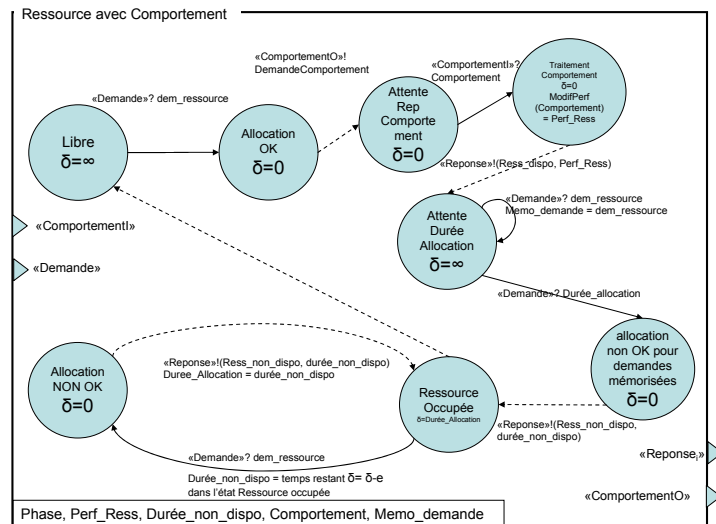 Ressource avec Comportement
«ComportementO»!
DemandeComportement
«ComportementI»?
Comportement
Traitement
Comportement
δ=0
ModifPerf
(Comportement)
= Perf_Ress
«Demande»? dem_ressource
Libre
δ=∞
Allocation
OK
δ=0
Attente
Rep
Comporte
ment
δ=0
«Reponse»!(Ress_dispo, Perf_Ress)
«Demande»? dem_ressource
Memo_demande = dem_ressource
Attente
Durée
Allocation
δ=∞
«ComportementI»
«Demande»
«Demande»? Durée_allocation
allocation
non OK pour
demandes
mémorisées
δ=0
«Reponse»!(Ress_non_dispo, durée_non_dispo)
Duree_Allocation = durée_non_dispo
Allocation
NON OK
δ=0
Ressource
Occupée
δ=Durée_Allocation
«Reponse»!(Ress_non_dispo,
durée_non_dispo)
«Demande»? dem_ressource
Durée_non_dispo = temps restant δ= δ-e
dans l'état Ressource occupée
«Reponseᵢ»
«ComportementO»
Phase, Perf_Ress, Durée_non_dispo, Comportement, Memo_demande